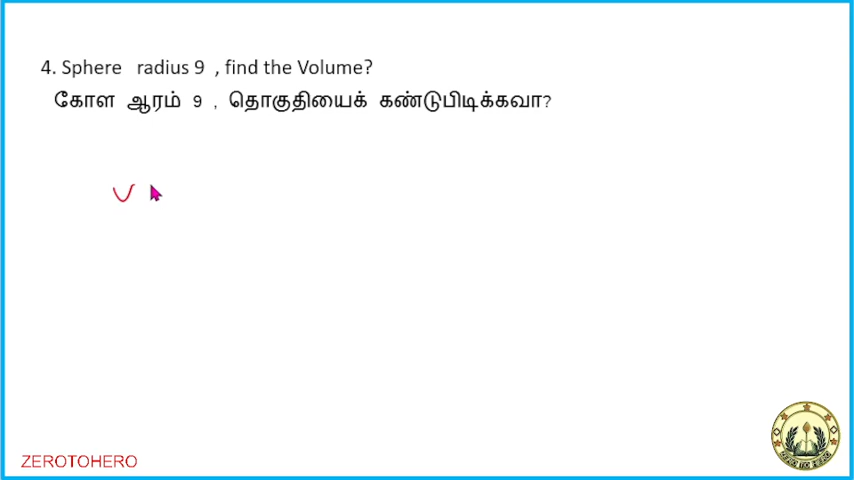 4. Sphere radius 9 , find the Volume?
கோள ஆரம் 9 , தொகுதியைக் கண்டுபிடிக்கவா?
V
ZEROTOHERO